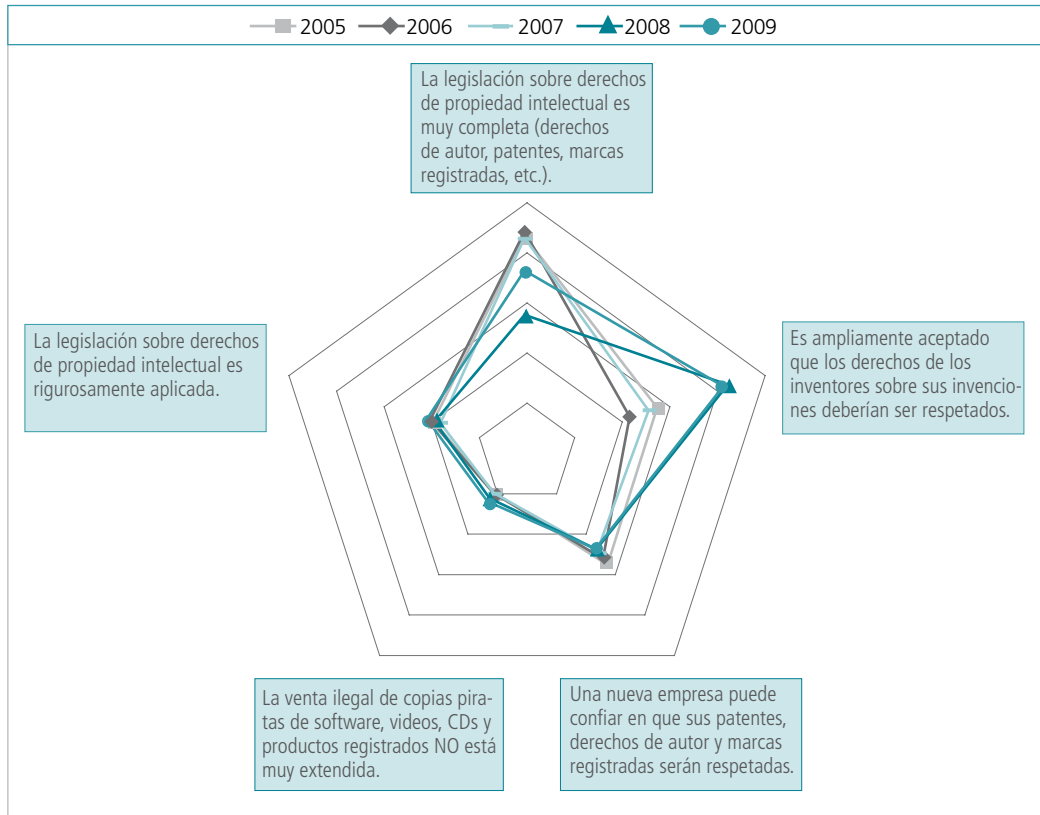 2005 2006 2007 2008 2009
La legislación sobre derechos
de propiedad intelectual es
muy completa (derechos
de autor, patentes, marcas
registradas, etc.).
La legislación sobre derechos
de propiedad intelectual es
rigurosamente aplicada.
Es ampliamente aceptado
que los derechos de los
inventores sobre sus invencio-
nes deberían ser respetados.
La venta ilegal de copias pira-
tas de software, videos, CDs y
productos registrados NO está
muy extendida.
Una nueva empresa puede
confiar en que sus patentes,
derechos de autor y marcas
registradas serán respetadas.